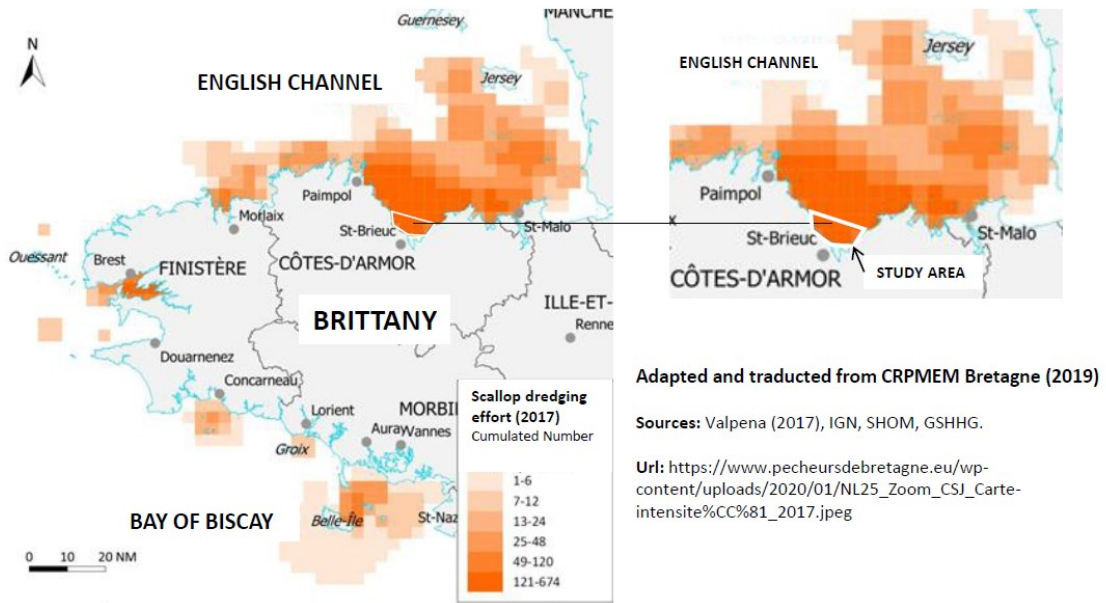 Guernesey
MANCHE
N
ENGLISH CHANNEL
Jersey
Paimpol
Morlaix
St-Brieuc
St-Malo
Ouessant
Brest
FINISTÈRE
CÔTES-D'ARMOR
BRITTANY
ILLE-ET-
Renne
Douarnenez
Concarneau
Lorient
MORBI
Auray
Vannes
Groix
BAY OF BISCAY
Belle-Île
St-Naz
0 10 20 NM
Scallop dredging
effort (2017)
Cumulated Number
1-6
7-12
13-24
25-48
49-120
121-674
ENGLISH CHANNEL
Jersey
Paimpol
St-Brieuc
St-Malo
CÔTES-D'ARMOR
STUDY AREA
Adapted and traducted from CRPMEM Bretagne (2019)
Sources: Valpena (2017), IGN, SHOM, GSHHG.
Url: https://www.pecheursdebretagne.eu/wp-
content/uploads/2020/01/NL25_Zoom_CSJ_Carte-
intensite%CC%81_2017.jpeg